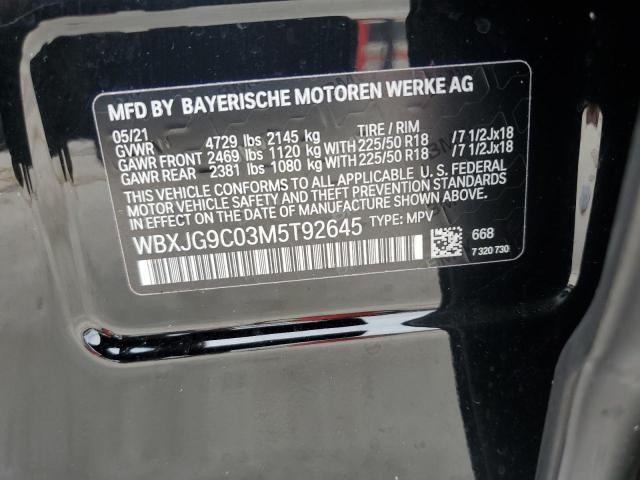 MFD BY BAYERISCHE MOTOREN WERKE AG
05/21 TIRE / RIM
GVWR 4729 lbs 2145 kg
GAWR FRONT 2469 lbs 1120 kg WITH 225/50 R18 /7 1/2Jx18
GAWR REAR 2381 lbs 1080 kg WITH 225/50 R18 /7 1/2Jx18
THIS VEHICLE CONFORMS TO ALL APPLICABLE U. S. FEDERAL
MOTOR VEHICLE SAFETY AND THEFT PREVENTION STANDARDS
IN EFFECT ON THE DATE OF MANUFACTURE SHOWN ABOVE.
WBXJG9C03M5T92645 TYPE: MPV
668
7 320 730